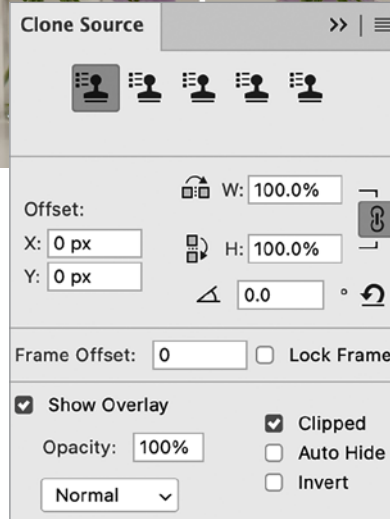 Clone Source
Offset:
W: 100.0%
X: 0 px
H: 100.0%
Y: 0 px
0.0 °
Frame Offset: 0 Lock Frame
Show Overlay
Clipped
Opacity: 100%
Auto Hide
Normal
Invert